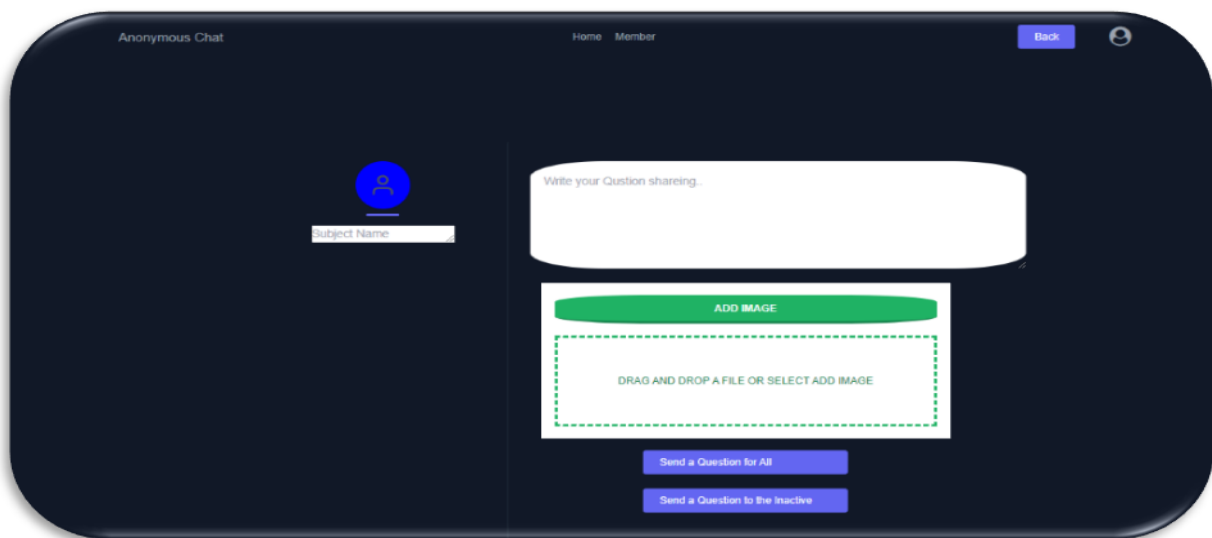 Anonymous Chat
Home Member
Back
Subject Name
Write your Qustion shareing..
ADD IMAGE
DRAG AND DROP A FILE OR SELECT ADD IMAGE
Send a Question for All
Send a Question to the Inactive